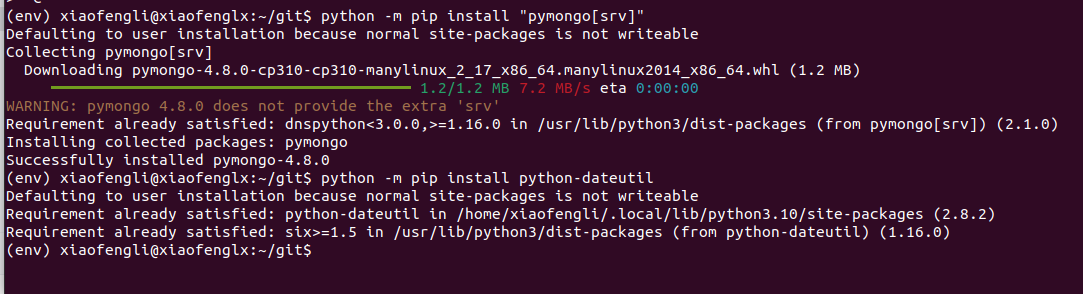 (env) xiaofengli@xiaofenglx:~/git$ python -m pip install "pymongo[srv]"
Defaulting to user installation because normal site-packages is not writeable
Collecting pymongo[srv]
  Downloading pymongo-4.8.0-cp310-cp310-manylinux_2_17_x86_64.manylinux2014_x86_64.whl (1.2 MB)
1.2/1.2 MB 7.2 MB/s eta 0:00:00
WARNING: pymongo 4.8.0 does not provide the extra 'srv'
Requirement already satisfied: dnspython<3.0.0,>=1.16.0 in /usr/lib/python3/dist-packages (from pymongo[srv]) (2.1.0)
Installing collected packages: pymongo
Successfully installed pymongo-4.8.0
(env) xiaofengli@xiaofenglx:~/git$ python -m pip install python-dateutil
Defaulting to user installation because normal site-packages is not writeable
Requirement already satisfied: python-dateutil in /home/xiaofengli/.local/lib/python3.10/site-packages (2.8.2)
Requirement already satisfied: six>=1.5 in /usr/lib/python3/dist-packages (from python-dateutil) (1.16.0)
(env) xiaofengli@xiaofenglx:~/git$